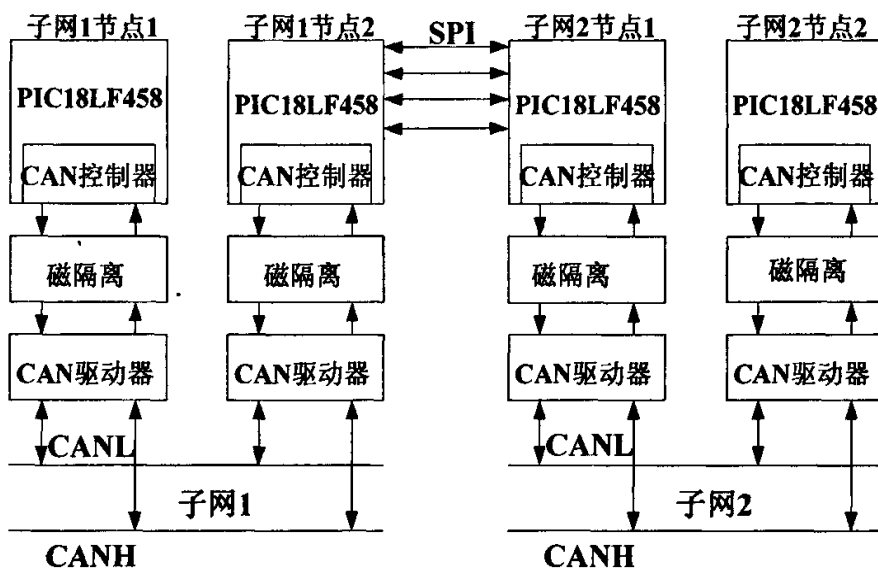 子网1节点1
子网1节点2
SPI
子网2节点1
子网2节点2
PIC18LF458
PIC18LF458
PIC18LF458
PIC18LF458
CAN控制器
CAN控制器
CAN控制器
CAN控制器
磁隔离
磁隔离
磁隔离
磁隔离
CAN驱动器
CAN驱动器
CAN驱动器
CAN驱动器
CANL
CANL
子网1
子网2
CANH
CANH